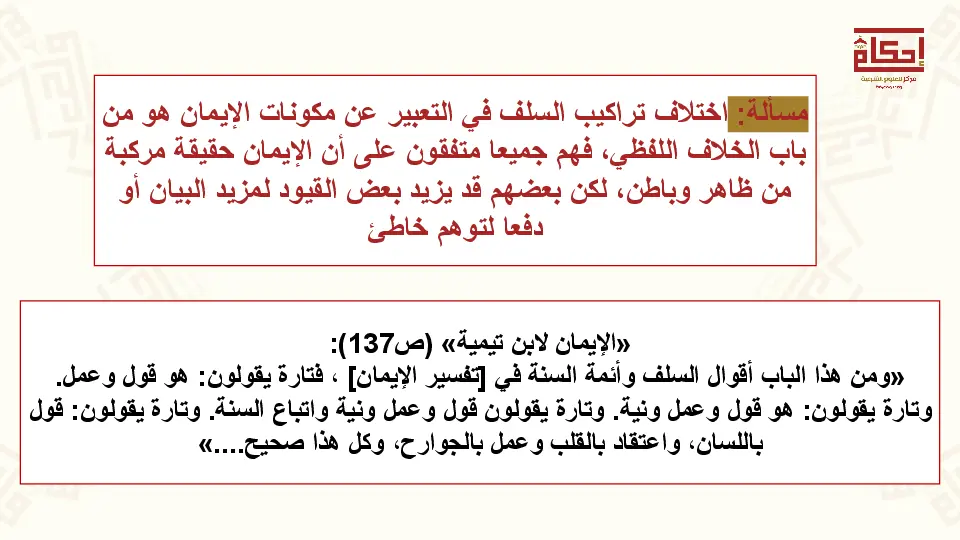 إحكام
مركز للعلوم الشرعية
مسألة: اختلاف تراكيب السلف في التعبير عن مكونات الإيمان هو من
باب الخلاف اللفظي، فهم جميعا متفقون على أن الإيمان حقيقة مركبة
من ظاهر وباطن، لكن بعضهم قد يزيد بعض القيود لمزيد البيان أو
دفعا لتوهم خاطئ
«الإيمان لابن تيمية» (ص137):
«ومن هذا الباب أقوال السلف وأئمة السنة في [تفسير الإيمان] ، فتارة يقولون: هو قول وعمل.
وتارة يقولون: هو قول وعمل ونية. وتارة يقولون قول وعمل ونية واتباع السنة. وتارة يقولون: قول
باللسان، واعتقاد بالقلب وعمل بالجوارح، وكل هذا صحيح....»